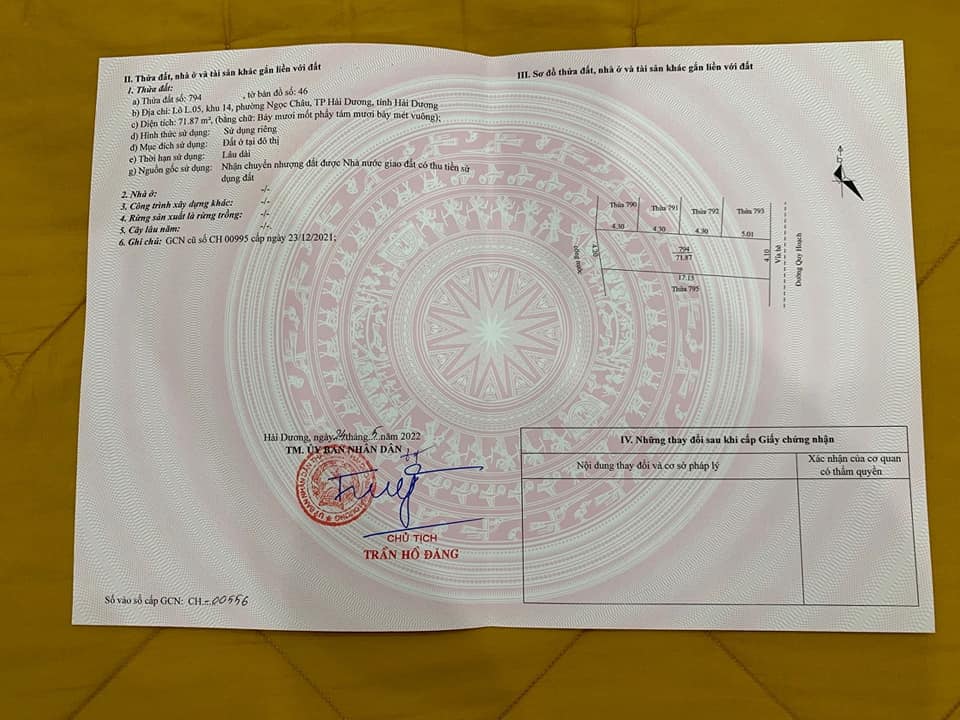 II. Thửa đất, nhà ở và tài sản khác gắn liền với đất
1. Thửa đất:
a) Thửa đất số: 794 , tờ bản đồ số: 46
b) Địa chỉ: Lô L.05, khu 14, phường Ngọc Châu, TP Hải Dương, tỉnh Hải Dương
c) Diện tích: 71.87 m², (bằng chữ: Bảy mươi mốt phẩy tám mươi bảy mét vuông);
d) Hình thức sử dụng: Sử dụng riêng
đ) Mục đích sử dụng: Đất ở tại đô thị
e) Thời hạn sử dụng: Lâu dài
g) Nguồn gốc sử dụng: Nhận chuyển nhượng đất được Nhà nước giao đất có thu tiền sử
dụng đất
2. Nhà ở: -/-
3. Công trình xây dựng khác: -/-
4. Rừng sản xuất là rừng trồng: -/-
5. Cây lâu năm: -/-
6. Ghi chú: GCN cũ số CH 00995 cấp ngày 23/12/2021;
Hải Dương, ngày 24 tháng 5 năm 2022
TM. ỦY BAN NHÂN DÂN
CHỦ TỊCH
TRẦN HỒ ĐĂNG
Số vào sổ cấp GCN: CH 00556
III. Sơ đồ thửa đất, nhà ở và tài sản khác gắn liền với đất
Thửa 790 Thửa 791 Thửa 792 Thửa 793
4.30 4.30 4.30 5.01
794
71.87
17.13
Thửa 795
4.30
4.10
Vỉa hè
Đường Quy Hoạch
IV. Những thay đổi sau khi cấp Giấy chứng nhận
Nội dung thay đổi và cơ sở pháp lý
Xác nhận của cơ quan
có thẩm quyền